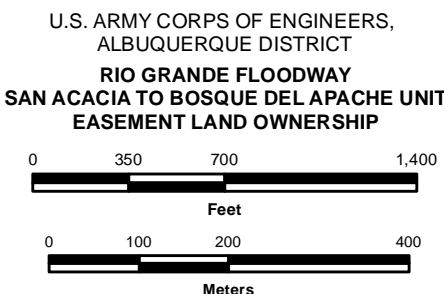 U.S. ARMY CORPS OF ENGINEERS,
ALBUQUERQUE DISTRICT
RIO GRANDE FLOODWAY
SAN ACACIA TO BOSQUE DEL APACHE UNIT
EASEMENT LAND OWNERSHIP
0 350 700 1,400
Feet
0 100 200 400
Meters